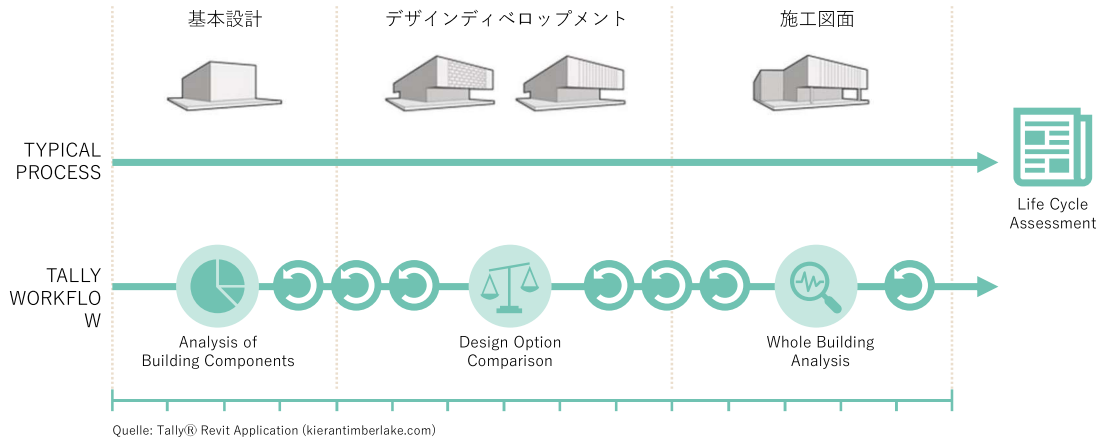 基本設計
デザインディベロップメント
施工図面
TYPICAL
PROCESS
Life Cycle
Assessment
TALLY
WORKFLO
W
Analysis of
Building Components
Design Option
Comparison
Whole Building
Analysis
Quelle: Tally® Revit Application (kierantimberlake.com)